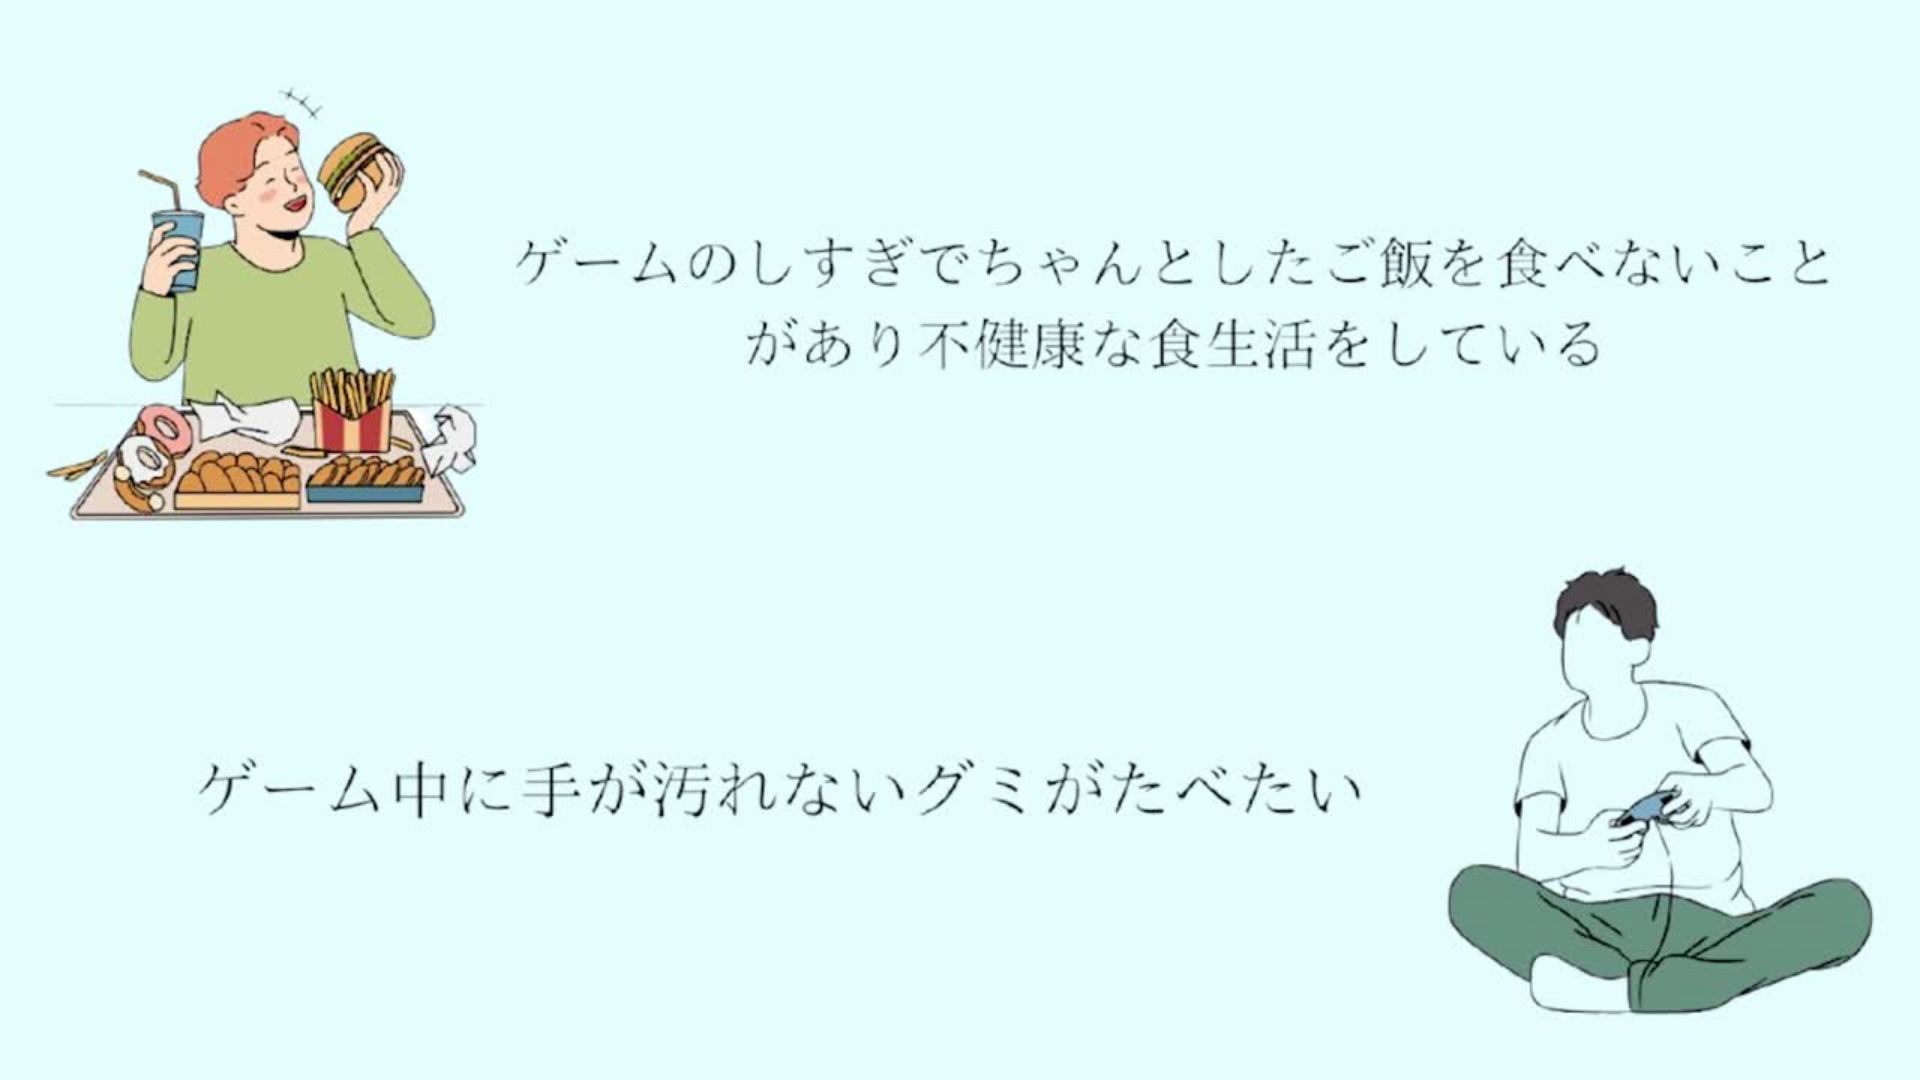 ゲームのしすぎでちゃんとしたご飯を食べないこと
があり不健康な食生活をしている
ゲーム中に手が汚れないグミがたべたい